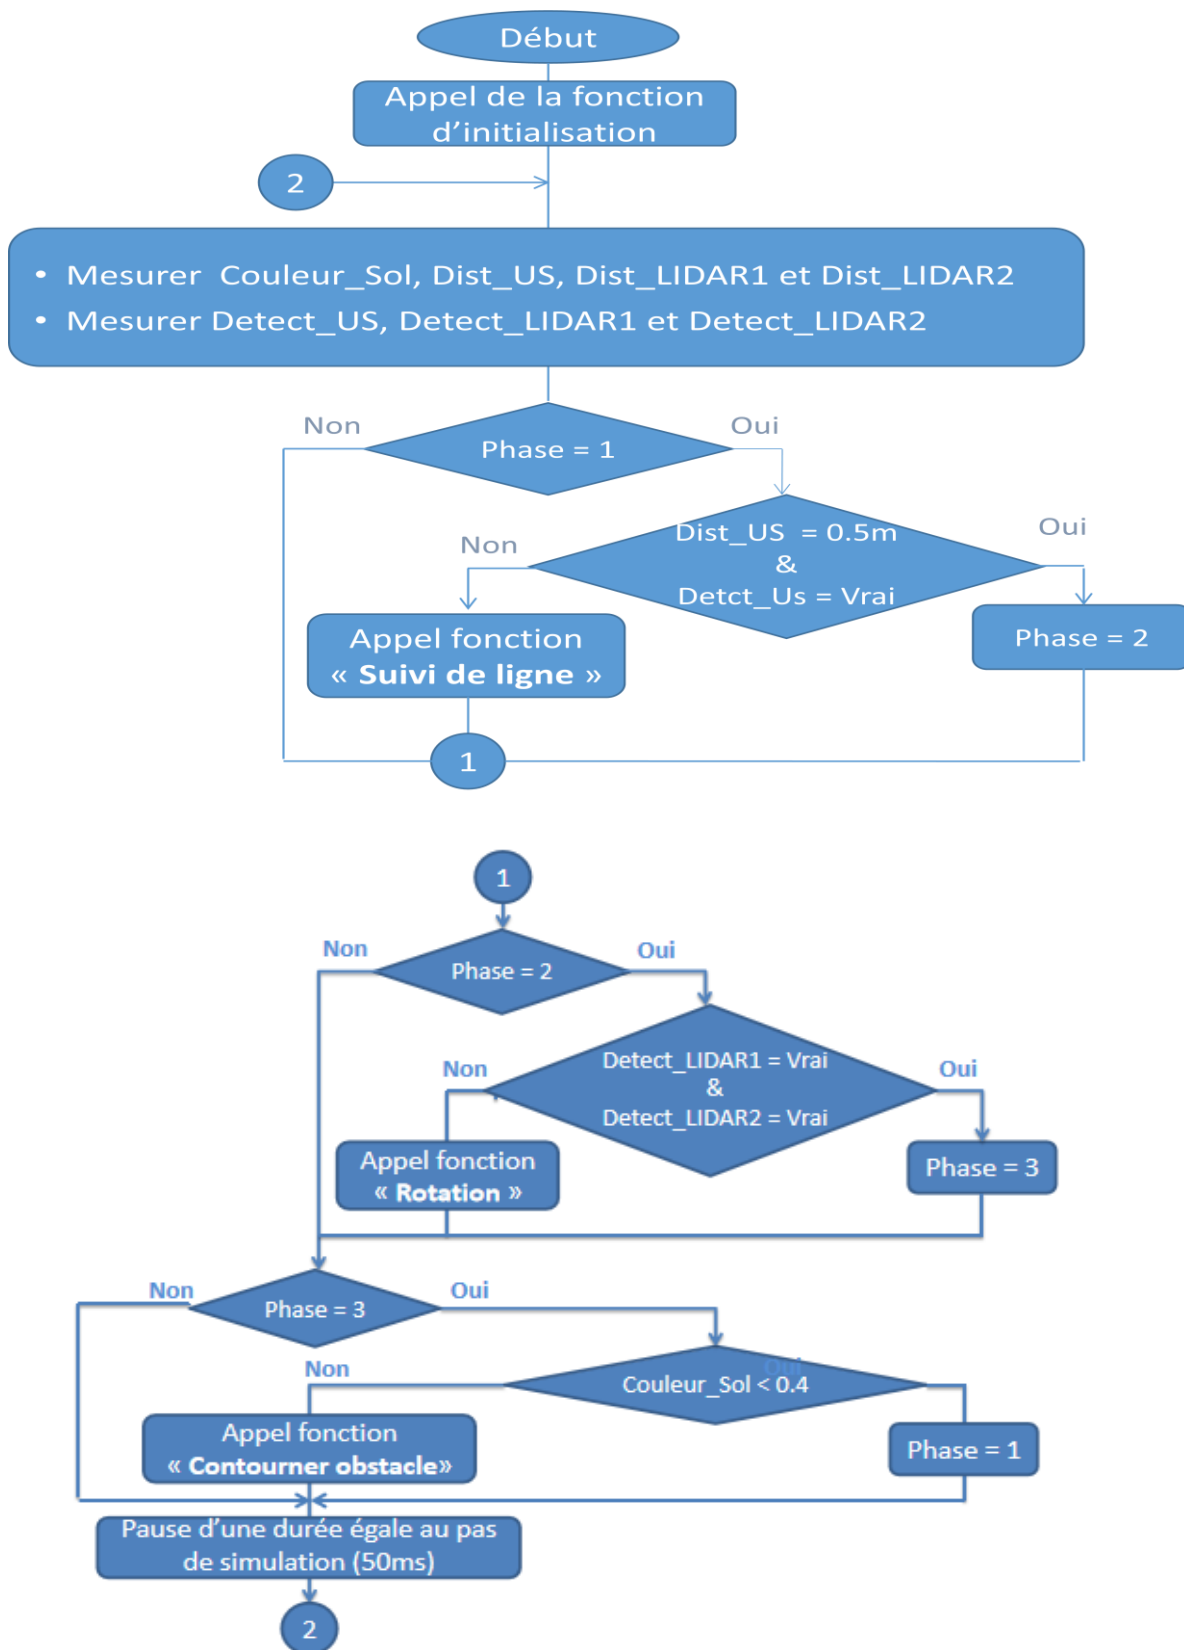 Début
Appel de la fonction
d’initialisation
2
• Mesurer Couleur_Sol, Dist_US, Dist_LIDAR1 et Dist_LIDAR2
• Mesurer Detect_US, Detect_LIDAR1 et Detect_LIDAR2
Non
Oui
Phase = 1
Dist_US = 0.5m
&
Detct_Us = Vrai
Non
Oui
Appel fonction
« Suivi de ligne »
Phase = 2
1
1
Non
Oui
Phase = 2
Detect_LIDAR1 = Vrai
&
Detect_LIDAR2 = Vrai
Non
Oui
Appel fonction
« Rotation »
Phase = 3
Non
Oui
Phase = 3
Non
Oui
Couleur_Sol < 0.4
Appel fonction
« Contourner obstacle»
Phase = 1
Pause d’une durée égale au pas
de simulation (50ms)
2